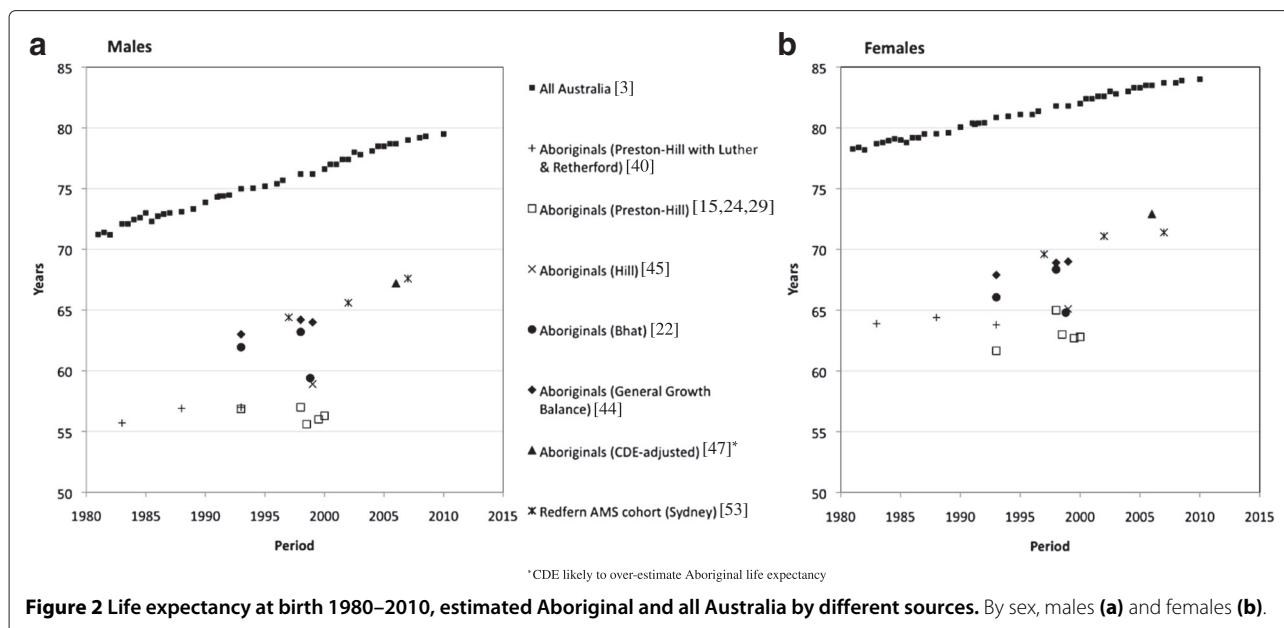 a Males
85
80
75
70
65
60
55
50
Years
1980 1985 1990 1995 2000 2005 2010 2015
Period
All Australia [3]
Aboriginals (Preston-Hill with Luther
& Retherford) [40]
Aboriginals (Preston-Hill) [15,24,29]
Aboriginals (Hill) [45]
Aboriginals (Bhat) [22]
Aboriginals (General Growth
Balance) [44]
Aboriginals (CDE-adjusted) [47]*
Redfern AMS cohort (Sydney) [53]
*CDE likely to over-estimate Aboriginal life expectancy
b Females
85
80
75
70
65
60
55
50
Years
1980 1985 1990 1995 2000 2005 2010 2015
Period
Figure 2 Life expectancy at birth 1980–2010, estimated Aboriginal and all Australia by different sources. By sex, males (a) and females (b).